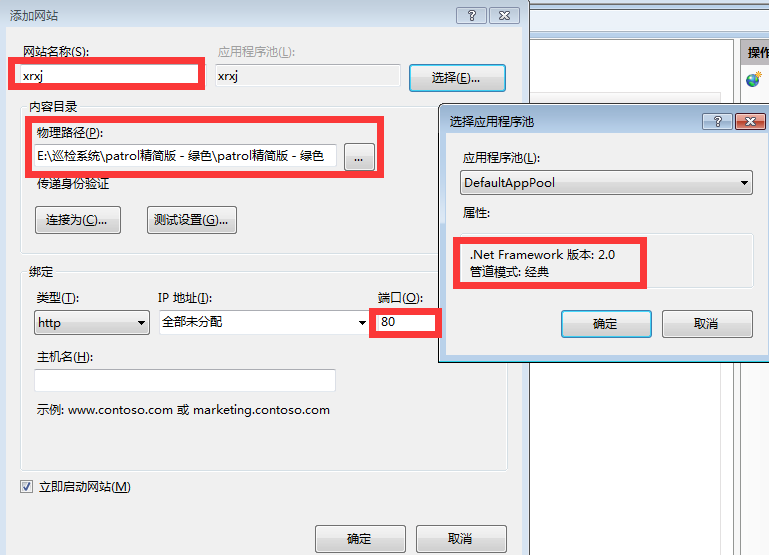 添加网站
网站名称(S):
应用程序池(L):
xrxj
xrxj
选择(E)...
内容目录
物理路径(P):
E:\巡检系统\patrol精简版 - 绿色\patrol精简版 - 绿色
...
传递身份验证
连接为(C)...
测试设置(G)...
绑定
类型(T):
IP 地址(I):
端口(O):
http
全部未分配
80
主机名(H):
示例: www.contoso.com 或 marketing.contoso.com
立即启动网站(M)
确定
取消
操作
选择应用程序池
应用程序池(L):
DefaultAppPool
属性:
.Net Framework 版本: 2.0
管道模式: 经典
确定
取消